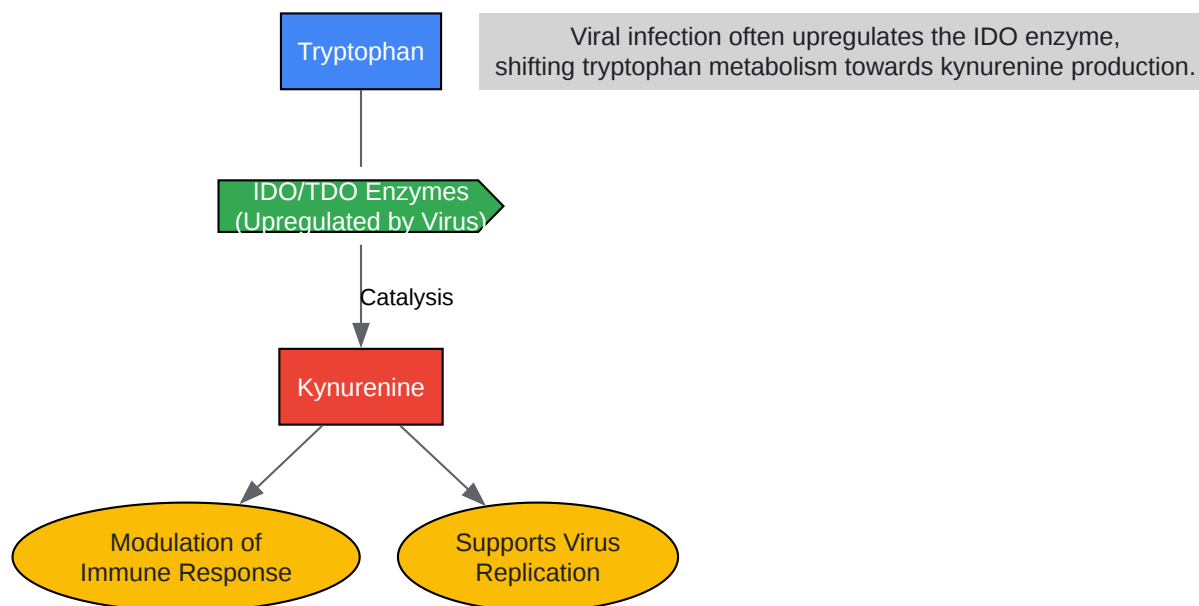 Tryptophan
Viral infection often upregulates the IDO enzyme,
shifting tryptophan metabolism towards kynurenine production.
IDO/TDO Enzymes
(Upregulated by Virus)
Catalysis
Kynurenine
Modulation of
Immune Response
Supports Virus
Replication